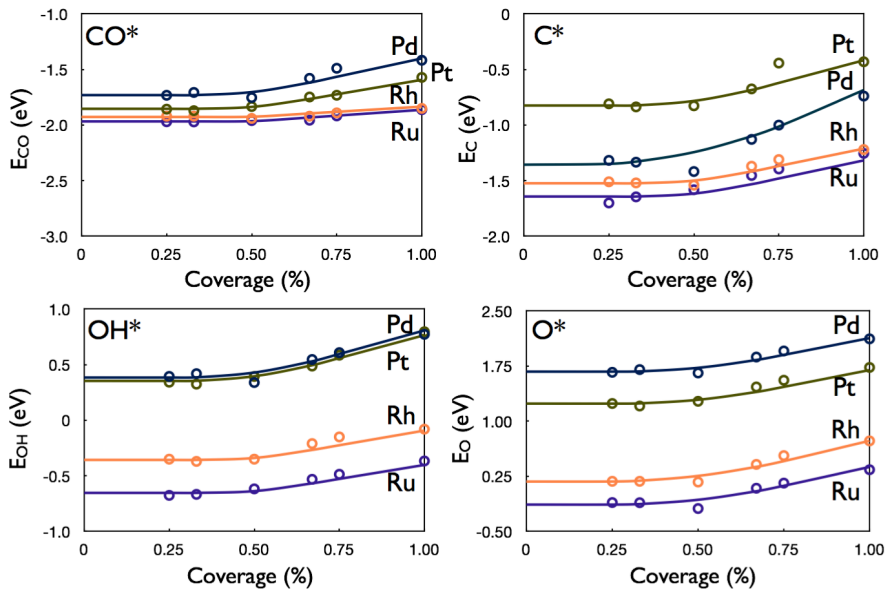 CO*
-1.0
-1.5
-2.0
-2.5
-3.0
E_CO (eV)
Pd
Pt
Rh
Ru
0
0.25
0.50
0.75
1.00
Coverage (%)
C*
0
-0.5
-1.0
-1.5
-2.0
E_C (eV)
Pt
Pd
Rh
Ru
0
0.25
0.50
0.75
1.00
Coverage (%)
OH*
1.0
0.5
0
-0.5
-1.0
E_OH (eV)
Pd
Pt
Rh
Ru
0
0.25
0.50
0.75
1.00
Coverage (%)
O*
2.50
1.75
1.00
0.25
-0.50
E_O (eV)
Pd
Pt
Rh
Ru
0
0.25
0.50
0.75
1.00
Coverage (%)